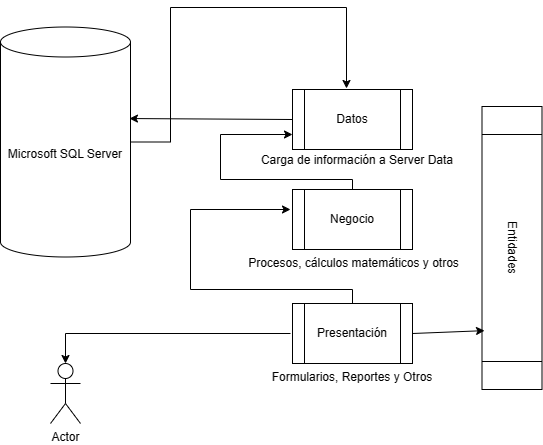 Datos
Microsoft SQL Server
Carga de información a Server Data
Negocio
Entidades
Procesos, cálculos matemáticos y otros
Presentación
Formularios, Reportes y Otros
Actor